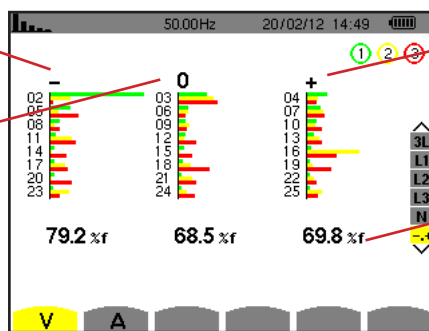 50.00Hz 20/02/12 14:49
1 2 3
- 0 +
02 03 04
05 06 07
08 09 10
11 12 13
14 15 16
17 18 19
20 21 22
23 24 25
3L
L1
L2
L3
N
-.+
79.2 %f 68.5 %f 69.8 %f
V A